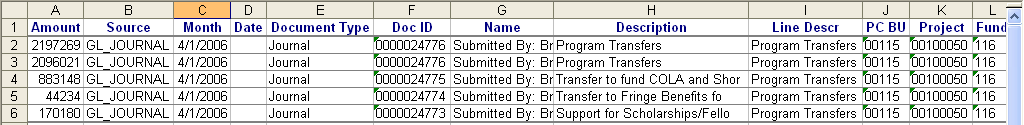 A B C D E F G H I J K L
1 Amount Source Month Date Document Type Doc ID Name Description Line Descr PC BU Project Fund
2 2197269 GL_JOURNAL 4/1/2006 Journal 0000024776 Submitted By: Br Program Transfers Program Transfers 00115 00100050 116
3 2096021 GL_JOURNAL 4/1/2006 Journal 0000024776 Submitted By: Br Program Transfers Program Transfers 00115 00100050 116
4 883148 GL_JOURNAL 4/1/2006 Journal 0000024775 Submitted By: Br Transfer to fund COLA and Shor Program Transfers 00115 00100050 116
5 44234 GL_JOURNAL 4/1/2006 Journal 0000024774 Submitted By: Br Transfer to Fringe Benefits fo Program Transfers 00115 00100050 116
6 170180 GL_JOURNAL 4/1/2006 Journal 0000024773 Submitted By: Br Support for Scholarships/Fello Program Transfers 00115 00100050 116